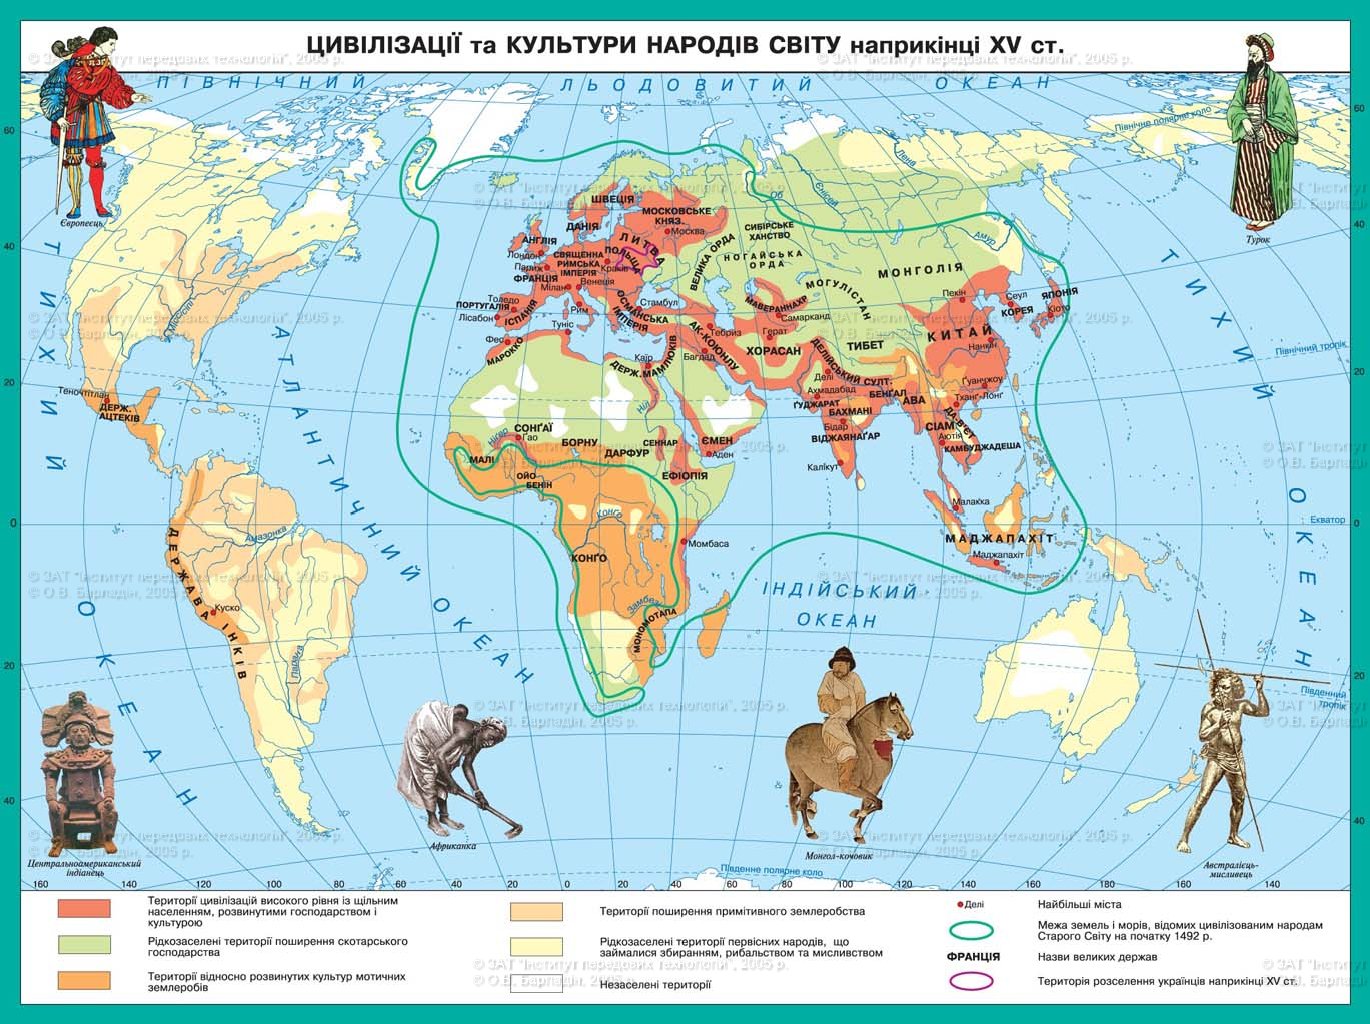 ЦИВІЛІЗАЦІЇ та КУЛЬТУРИ НАРОДІВ СВІТУ наприкінці XV ст.
© ЗАТ "Інститут передових технологій", 2005 р.
© О.В. Барладін, 2005 р.
ПІВНІЧНИЙ ЛЬОДОВИТИЙ ОКЕАН
Північне полярне коло
Європеєць
Турок
ТИХИЙ ОКЕАН
АТЛАНТИЧНИЙ ОКЕАН
ТИХИЙ ОКЕАН
ІНДІЙСЬКИЙ
ОКЕАН
Лена
Єнісей
Об
Амур
ШВЕЦІЯ
МОСКОВСЬКЕ
КНЯЗ.
Москва
ДАНІЯ
ЛИТВА
АНГЛІЯ
Лондон
ПОЛЬЩА
Краків
СВЯЩЕННА
РИМСЬКА
ІМПЕРІЯ
Париж
ФРАНЦІЯ
Мілан
Венеція
Толедо
ПОРТУГАЛІЯ
ІСПАНІЯ
Лісабон
Рим
Туніс
Фес
МАРОККО
Стамбул
ОСМАНСЬКА
ІМПЕРІЯ
ВЕЛИКА ОРДА
СИБІРСЬКЕ
ХАНСТВО
НОГАЙСЬКА
ОРДА
МОГУЛІСТАН
МОНГОЛІЯ
МАВЕРАННАХР
Самарканд
Герат
ХОРАСАН
АК-КОЮНЛУ
Тебриз
Багдад
Каїр
ДЕРЖ. МАМЛЮКІВ
Ніл
ТИБЕТ
КИТАЙ
Пекін
Нанкін
Сеул
КОРЕЯ
ЯПОНІЯ
Кіото
Гуанчжоу
Тханг-Лонг
ДЕЛІЙСЬКИЙ СУЛТ.
Делі
Ахмадабад
ҐУДЖАРАТ
БЕНҐАЛ
БАХМАНІ
Бідар
ВІДЖАЯНАҐАР
Калікут
АВА
ДАЙ-В'ЄТ
СІАМ
Аютія
КАМБУДЖАДЕША
Малакка
МАДЖАПАХІТ
Маджапахіт
СОНҐАЇ
Гао
Нігер
МАЛІ
ОЙО
БЕНІН
БОРНУ
ДАРФУР
СЕННАР
ЄМЕН
Аден
ЕФІОПІЯ
Конго
КОНҐО
Момбаса
Замбезі
МОНОМОТАПА
Міссісіпі
Теночтітлан
ДЕРЖ.
АЦТЕКІВ
Амазонка
ДЕРЖАВА ІНКІВ
Куско
Парана
Північний тропік
Екватор
Південний
тропік
Південне полярне коло
Центральноамериканський
індіанець
Африканка
Монгол-кочовик
Австралієць-
мисливець
60
40
20
0
20
40
60
40
20
0
20
40
160 140 120 100 80 60 40 20 0 20 40 60 80 100 120 140 160 160 140
Території цивілізацій високого рівня із щільним
населенням, розвинутими господарством і
культурою
Рідкозаселені території поширення скотарського
господарства
Території відносно розвинутих культур мотичних
землеробів
Території поширення примітивного землеробства
Рідкозаселені території первісних народів, що
займалися збиранням, рибальством та мисливством
Незаселені території
Делі
Найбільші міста
Межа земель і морів, відомих цивілізованим народам
Старого Світу на початку 1492 р.
ФРАНЦІЯ
Назви великих держав
Територія розселення українців наприкінці XV ст.